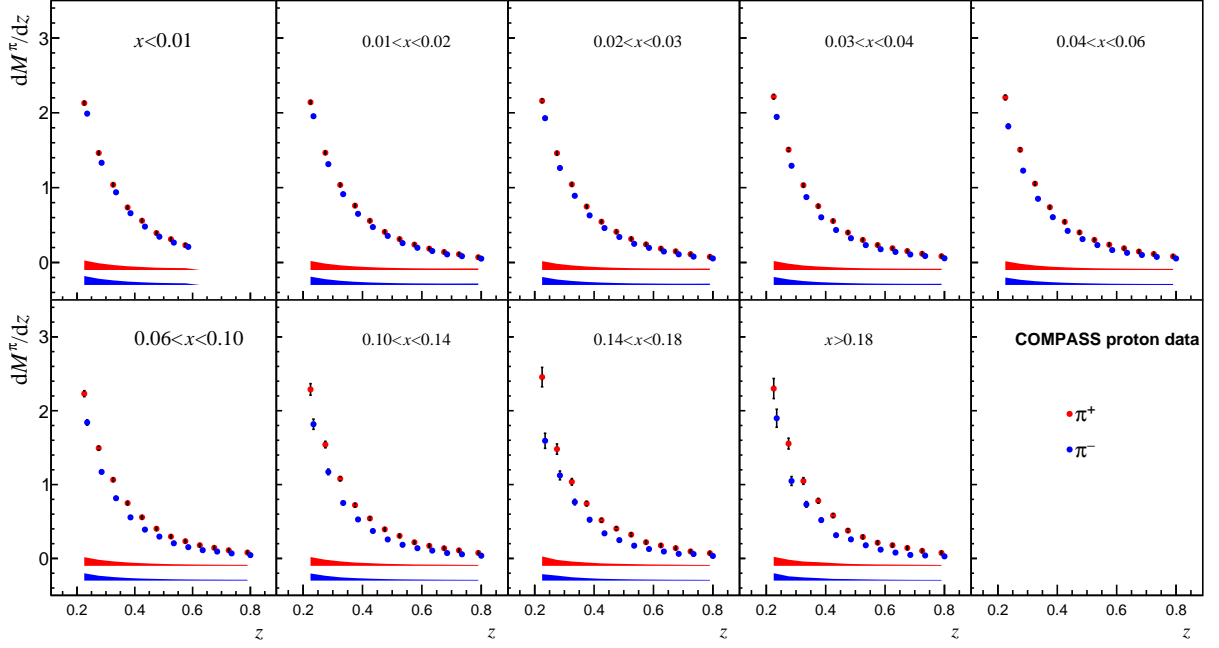 dM^π/dz
x<0.01
0.01<x<0.02
0.02<x<0.03
0.03<x<0.04
0.04<x<0.06
3
2
1
0
dM^π/dz
0.06<x<0.10
0.10<x<0.14
0.14<x<0.18
x>0.18
COMPASS proton data
π⁺
π⁻
3
2
1
0
0.2 0.4 0.6 0.8
0.2 0.4 0.6 0.8
0.2 0.4 0.6 0.8
0.2 0.4 0.6 0.8
0.2 0.4 0.6 0.8
z
z
z
z
z